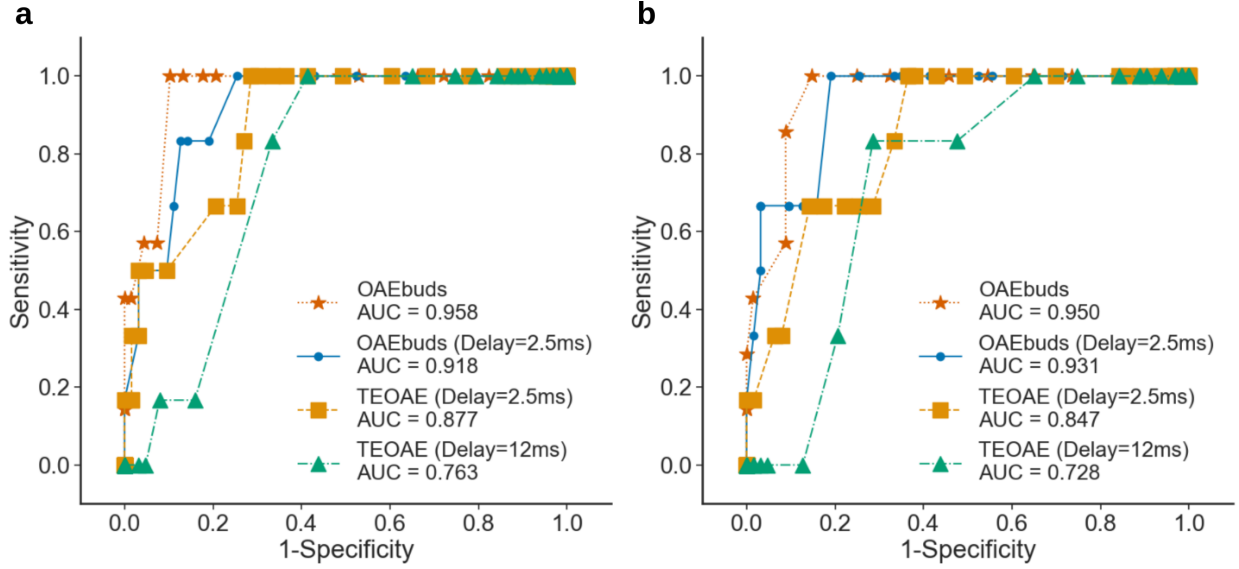 a
1.0
0.8
0.6
0.4
0.2
0.0
Sensitivity
OAEbuds
AUC = 0.958
OAEbuds (Delay=2.5ms)
AUC = 0.918
TEOAE (Delay=2.5ms)
AUC = 0.877
TEOAE (Delay=12ms)
AUC = 0.763
0.0 0.2 0.4 0.6 0.8 1.0
1-Specificity
b
1.0
0.8
0.6
0.4
0.2
0.0
Sensitivity
OAEbuds
AUC = 0.950
OAEbuds (Delay=2.5ms)
AUC = 0.931
TEOAE (Delay=2.5ms)
AUC = 0.847
TEOAE (Delay=12ms)
AUC = 0.728
0.0 0.2 0.4 0.6 0.8 1.0
1-Specificity